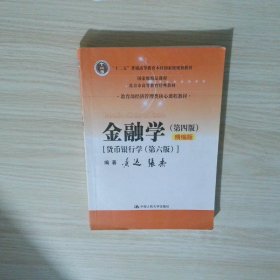 “十二五”普通高等教育本科国家级规划教材
国家级精品课程
北京市高等教育经典教材
教育部经济管理类核心课程教材
金融学（第四版）
精编版
［货币银行学（第六版）］
编著 黄达 张杰
中国人民大学出版社